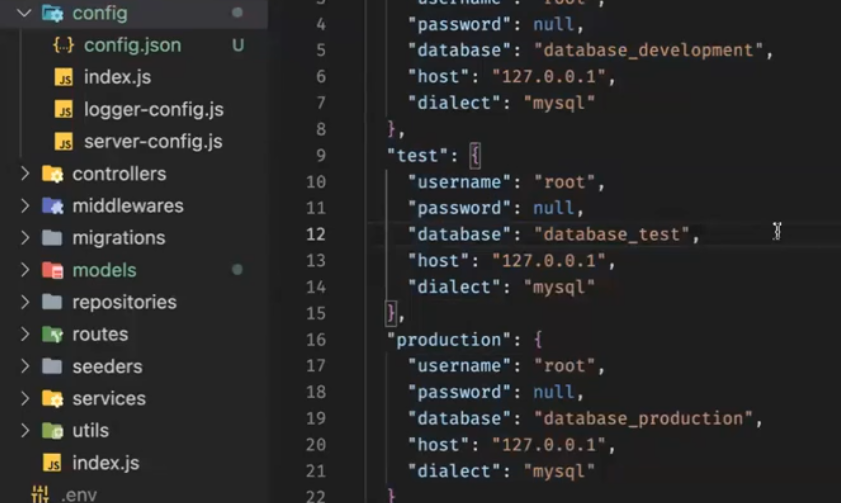 config
config.json U
index.js
logger-config.js
server-config.js
controllers
middlewares
migrations
models
repositories
routes
seeders
services
utils
index.js
.env
3 "username": "root",
4 "password": null,
5 "database": "database_development",
6 "host": "127.0.0.1",
7 "dialect": "mysql"
8 },
9 "test": {
10 "username": "root",
11 "password": null,
12 "database": "database_test",
13 "host": "127.0.0.1",
14 "dialect": "mysql"
15 },
16 "production": {
17 "username": "root",
18 "password": null,
19 "database": "database_production",
20 "host": "127.0.0.1",
21 "dialect": "mysql"
22 }